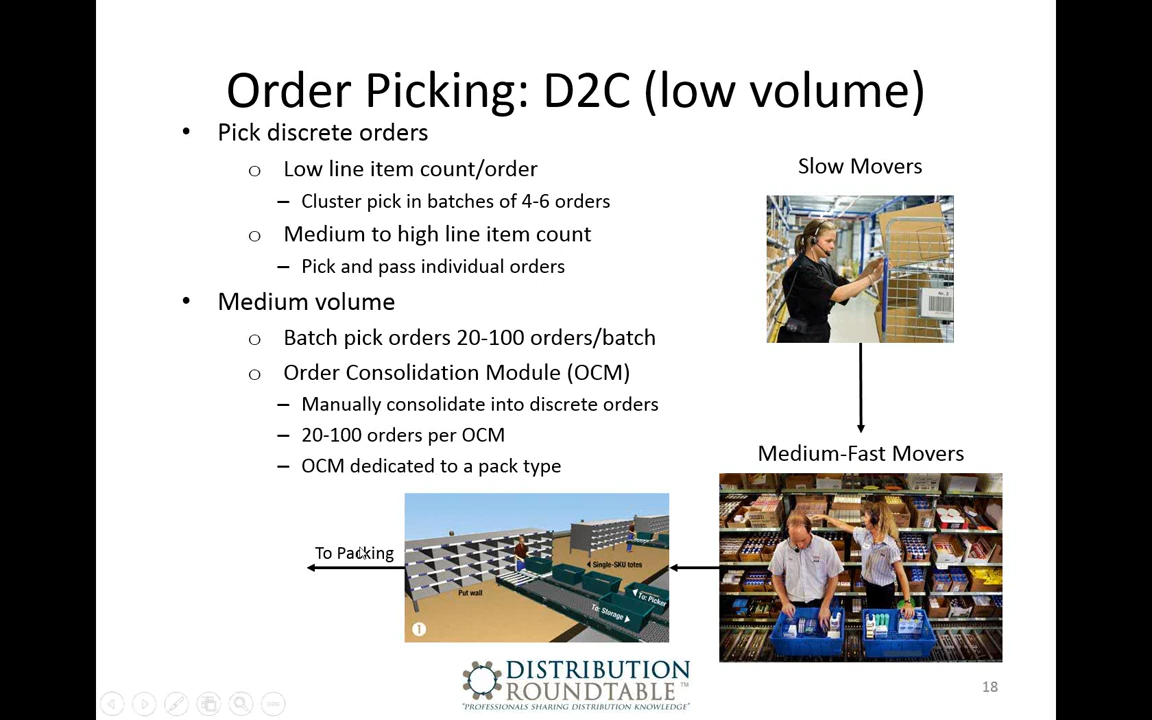 Order Picking: D2C (low volume)
• Pick discrete orders
o Low line item count/order
– Cluster pick in batches of 4-6 orders
o Medium to high line item count
– Pick and pass individual orders
• Medium volume
o Batch pick orders 20-100 orders/batch
o Order Consolidation Module (OCM)
– Manually consolidate into discrete orders
– 20-100 orders per OCM
– OCM dedicated to a pack type
Slow Movers
Medium-Fast Movers
To Packing
Put wall
Single-SKU totes
To: Picker
To: Storage
1
DISTRIBUTION
ROUNDTABLE™
"PROFESSIONALS SHARING DISTRIBUTION KNOWLEDGE"
18